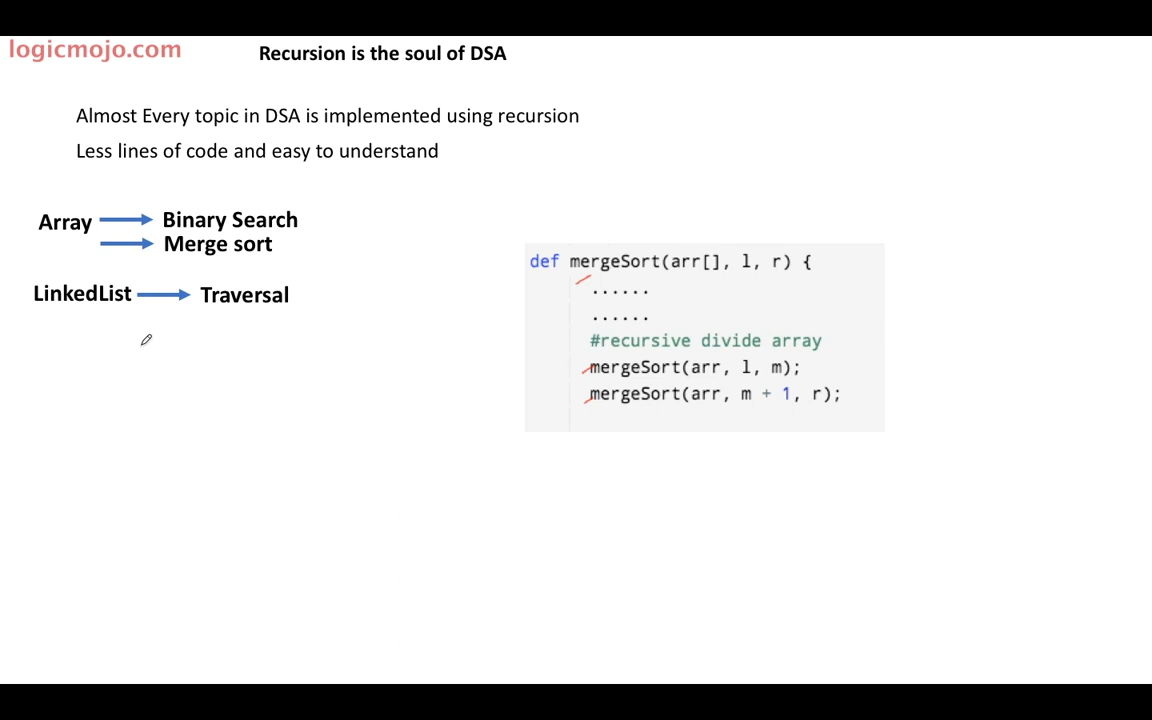 logicmojo.com
Recursion is the soul of DSA
Almost Every topic in DSA is implemented using recursion
Less lines of code and easy to understand
Array
Binary Search
Merge sort
LinkedList
Traversal
def mergeSort(arr[], l, r) {
......
......
#recursive divide array
mergeSort(arr, l, m);
mergeSort(arr, m + 1, r);